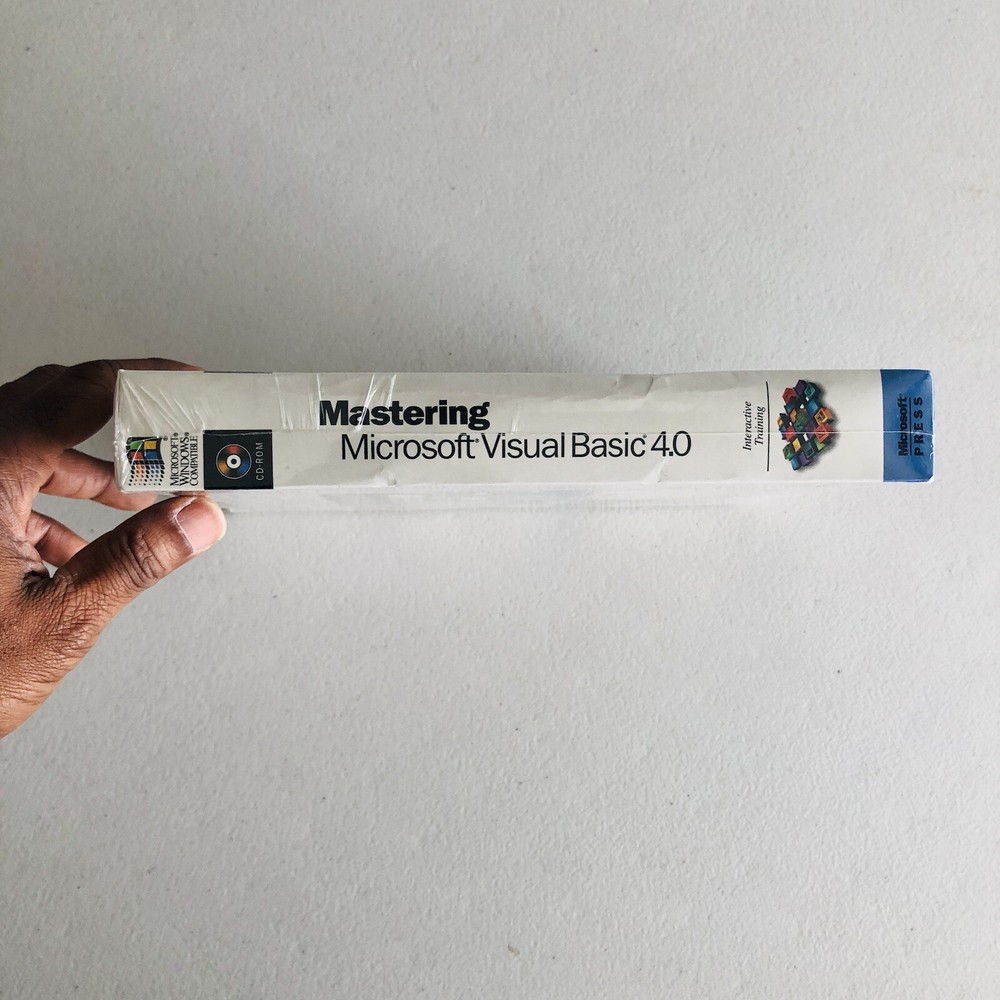 MICROSOFT®
WINDOWS®
COMPATIBLE
CD-ROM
Mastering
Microsoft® Visual Basic® 4.0
Interactive
Training
Microsoft®
PRESS